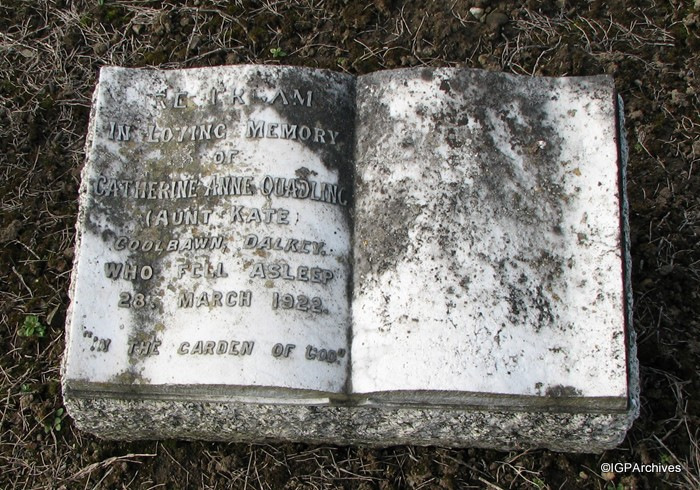 IN LOVING MEMORY
OF
CATHERINE ANNE QUADLING
(AUNT KATE)
COOLBAWN, DALKEY,
WHO FELL ASLEEP
28. MARCH 1922.
"IN THE GARDEN OF GOD"
©IGPArchives